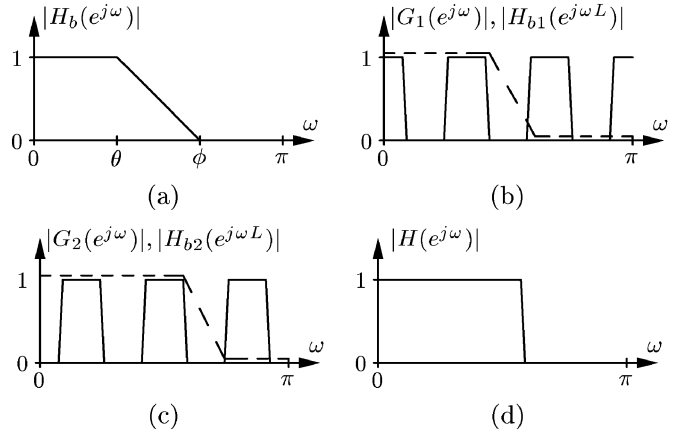 |H_b(e^{jω})|
1
0
0 θ φ π
ω
(a)
|G_1(e^{jω})|, |H_{b1}(e^{jωL})|
1
0
0 π
ω
(b)
|G_2(e^{jω})|, |H_{b2}(e^{jωL})|
1
0
0 π
ω
(c)
|H(e^{jω})|
1
0
0 π
ω
(d)